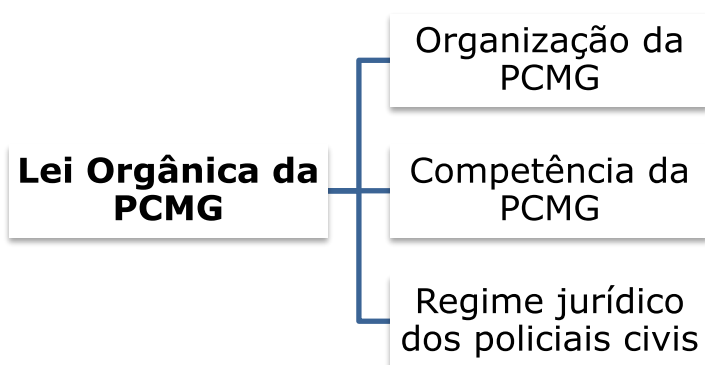 Organização da
PCMG
Lei Orgânica da
PCMG
Competência da
PCMG
Regime jurídico
dos policiais civis